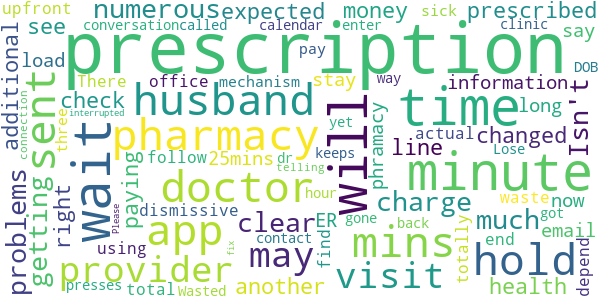 upfront numerous expected money sick prescribed
conversation called calendar enter clinic
prescription
additional see load office mechanism pay way say
There husband stay information DOB
sent check time Isn't
connection interrupted three wait pharmacy will phramacy long
line actual changed
getting paying follow 25mins dr yet keeps Lose
telling minute
problems right doctor hour
dismissive clear ER charge much now
Please app gone back waste got
using may find mins totally end email depend
provider contact visit hold
presses total Wasted fix another health